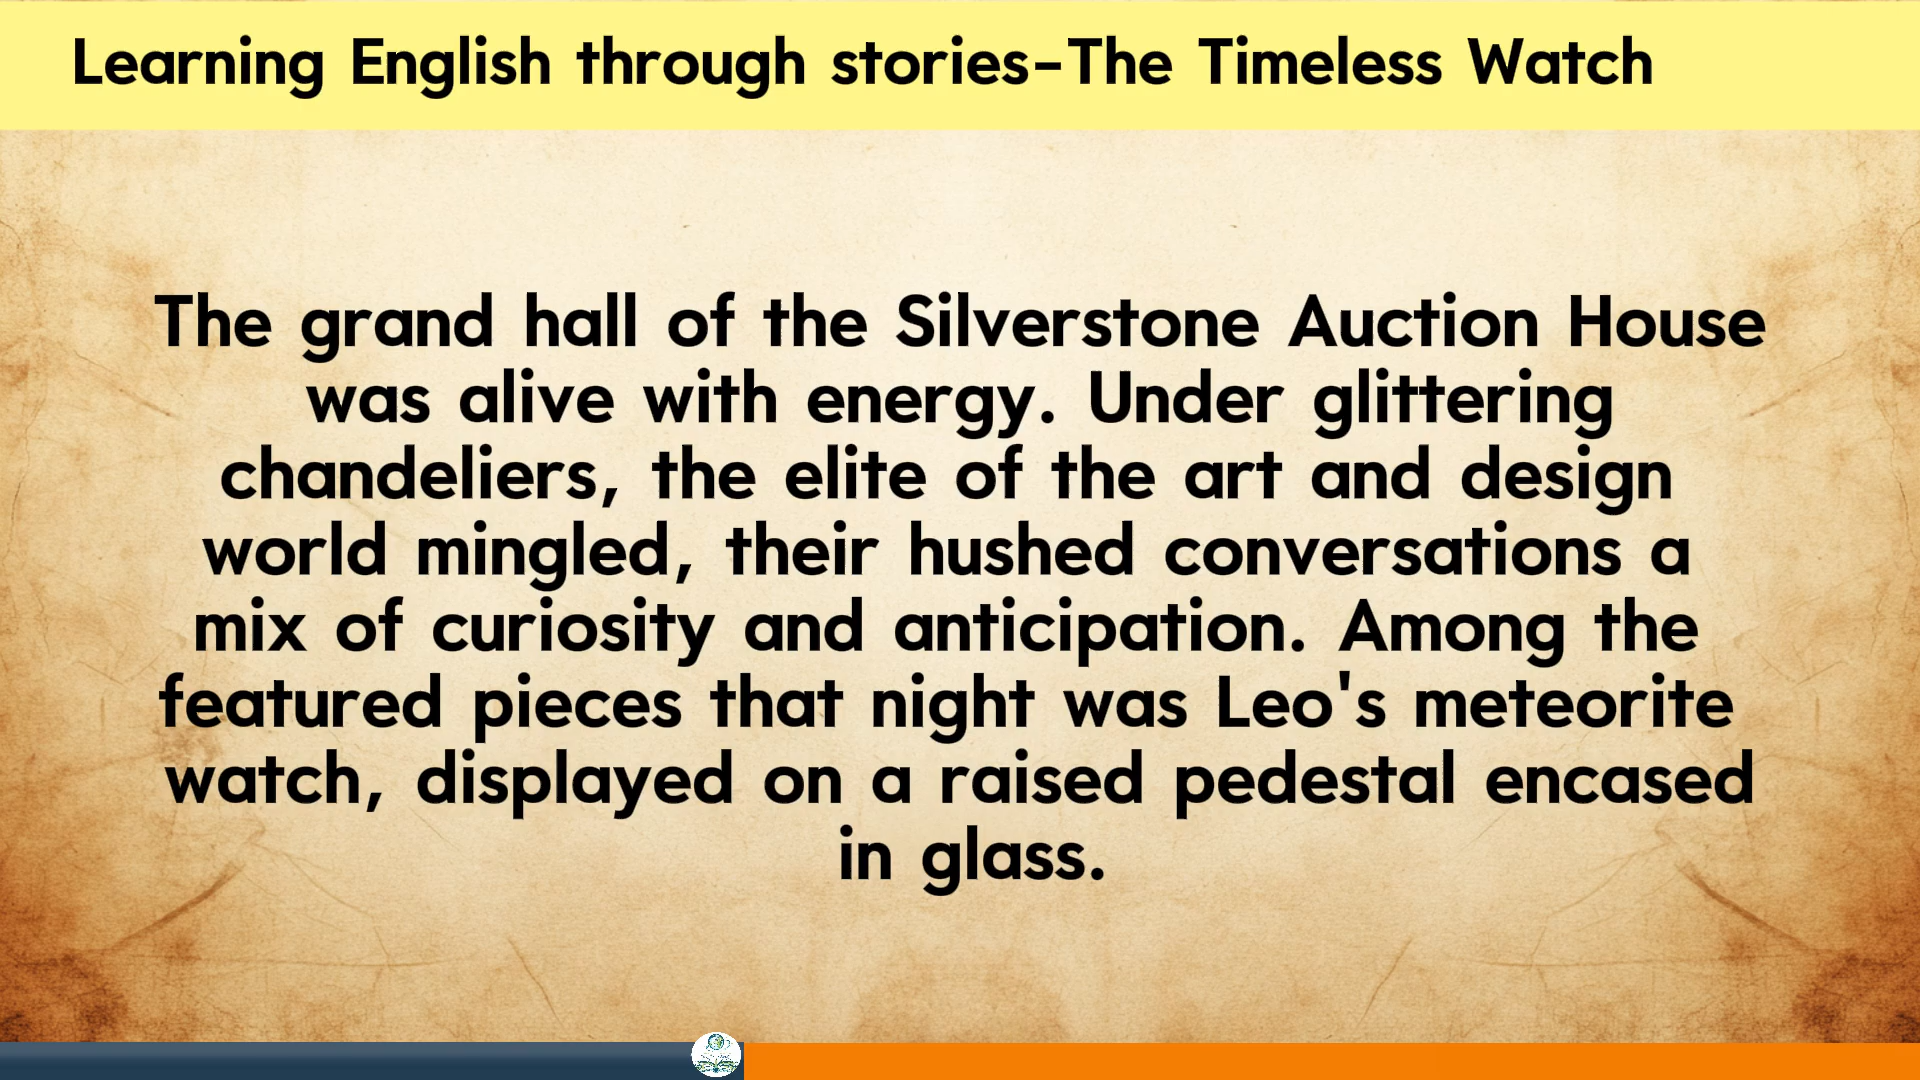 Learning English through stories-The Timeless Watch
The grand hall of the Silverstone Auction House
was alive with energy. Under glittering
chandeliers, the elite of the art and design
world mingled, their hushed conversations a
mix of curiosity and anticipation. Among the
featured pieces that night was Leo's meteorite
watch, displayed on a raised pedestal encased
in glass.